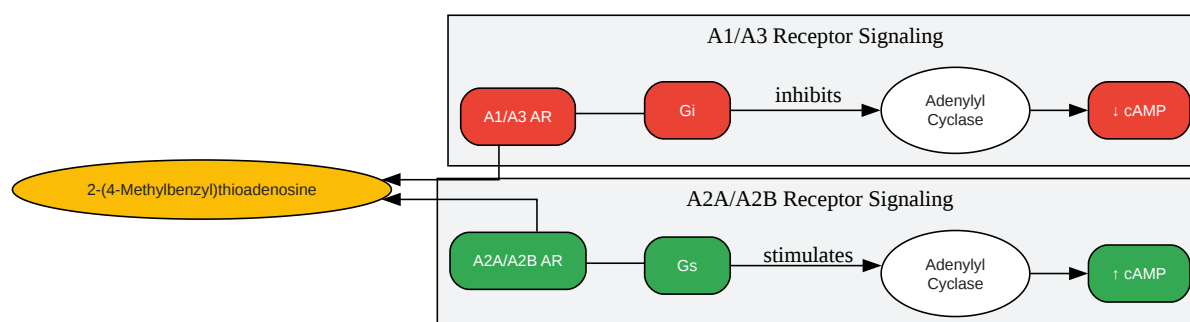 A1/A3 Receptor Signaling
A1/A3 AR
Gi
inhibits
Adenylyl
Cyclase
↓ cAMP
2-(4-Methylbenzyl)thioadenosine
A2A/A2B Receptor Signaling
A2A/A2B AR
Gs
stimulates
Adenylyl
Cyclase
↑ cAMP